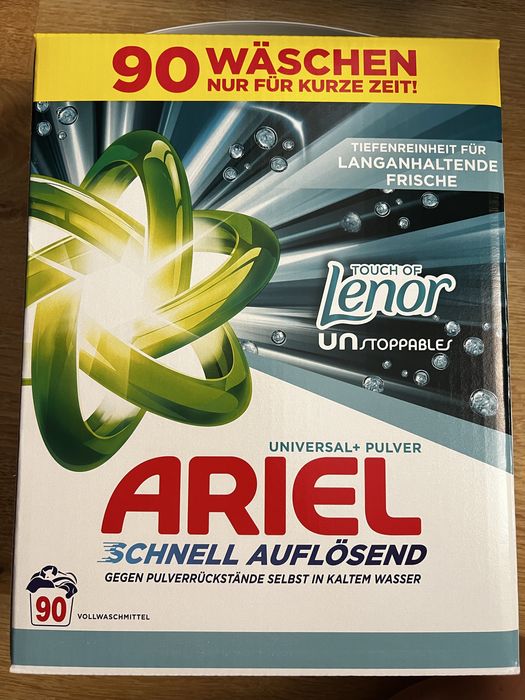 90 WÄSCHEN
NUR FÜR KURZE ZEIT!
TIEFENREINHEIT FÜR
LANGANHALTENDE
FRISCHE
TOUCH OF
Lenor
UNSTOPPABLES
UNIVERSAL+ PULVER
ARIEL
SCHNELL AUFLÖSEND
GEGEN PULVERRÜCKSTÄNDE SELBST IN KALTEM WASSER
90 VOLLWASCHMITTEL